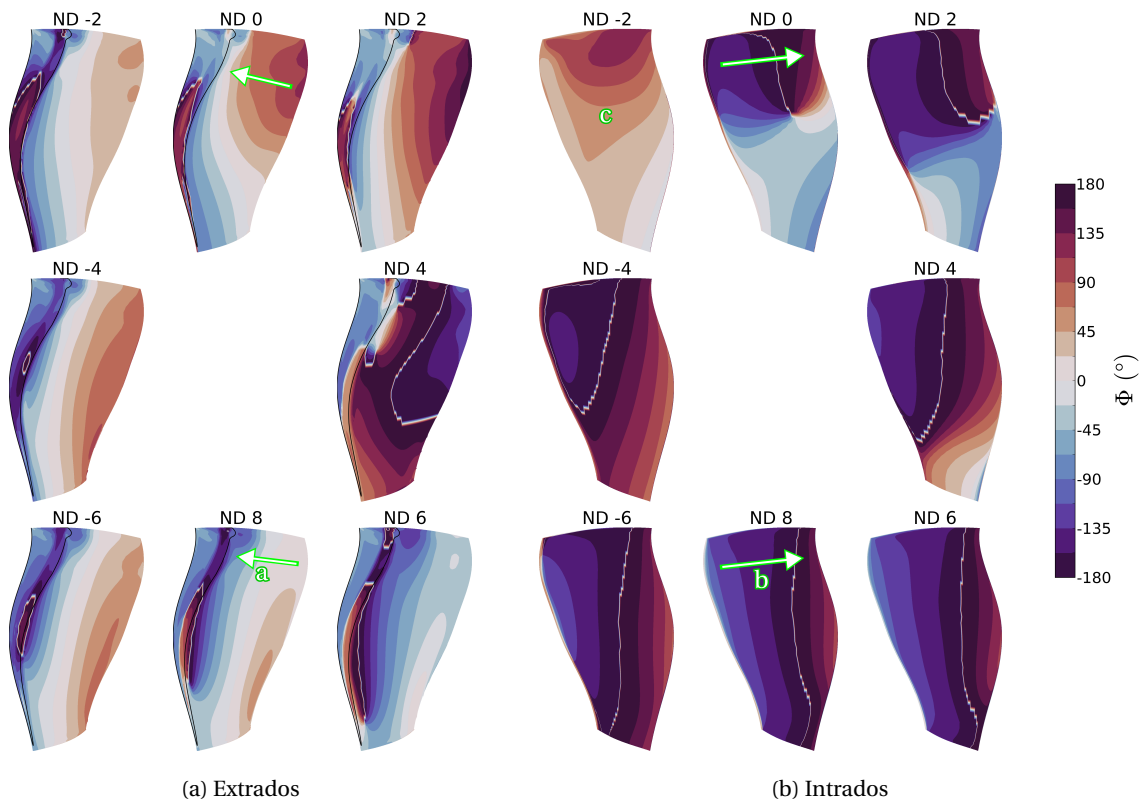 ND -2 ND 0 ND 2 ND -2 ND 0 ND 2
c
180
135
90
45
0
-45
-90
-135
-180
Φ (°)
ND -4 ND 4 ND -4 ND 4
ND -6 ND 8 ND 6 ND -6 ND 8 ND 6
a b
(a) Extrados (b) Intrados